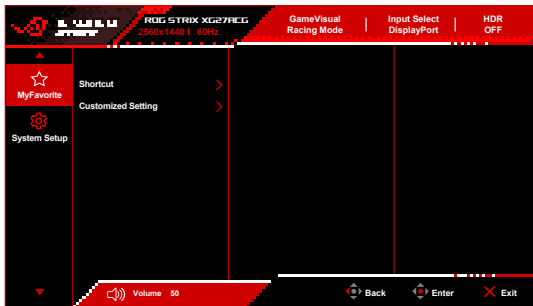 ROG STRIX XG27ACG
2560x1440 | 60Hz
GameVisual
Racing Mode
Input Select
DisplayPort
HDR
OFF
MyFavorite
System Setup
Shortcut
Customized Setting
Volume 50
Back
Enter
Exit